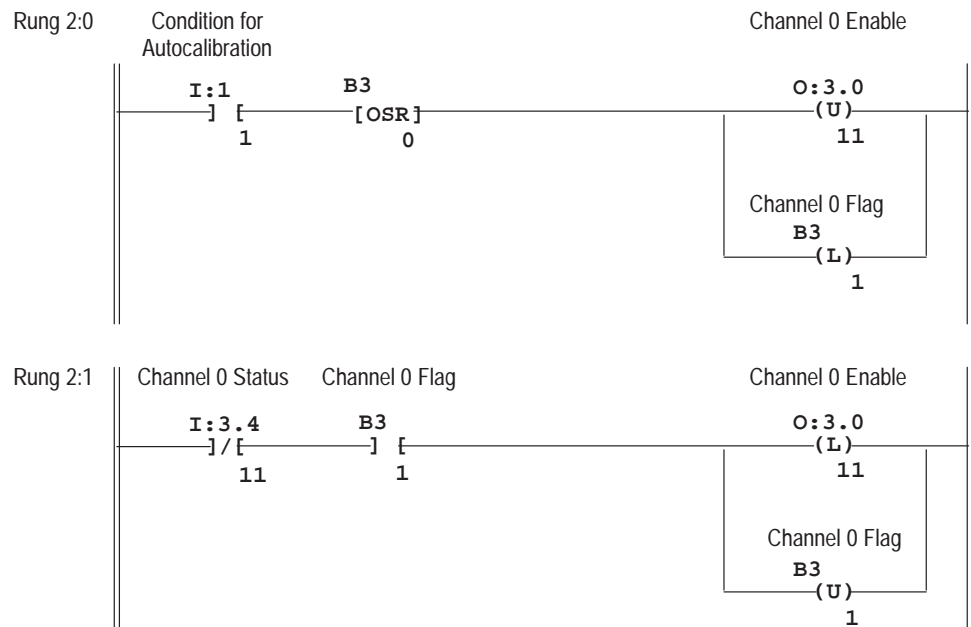 Rung 2:0 Condition for Channel 0 Enable
Autocalibration
I:1 B3 O:3.0
] [ [OSR] (U)
1 0 11
Channel 0 Flag
B3
(L)
1
Rung 2:1 Channel 0 Status Channel 0 Flag Channel 0 Enable
I:3.4 B3 O:3.0
]/[ ] [ (L)
11 1 11
Channel 0 Flag
B3
(U)
1